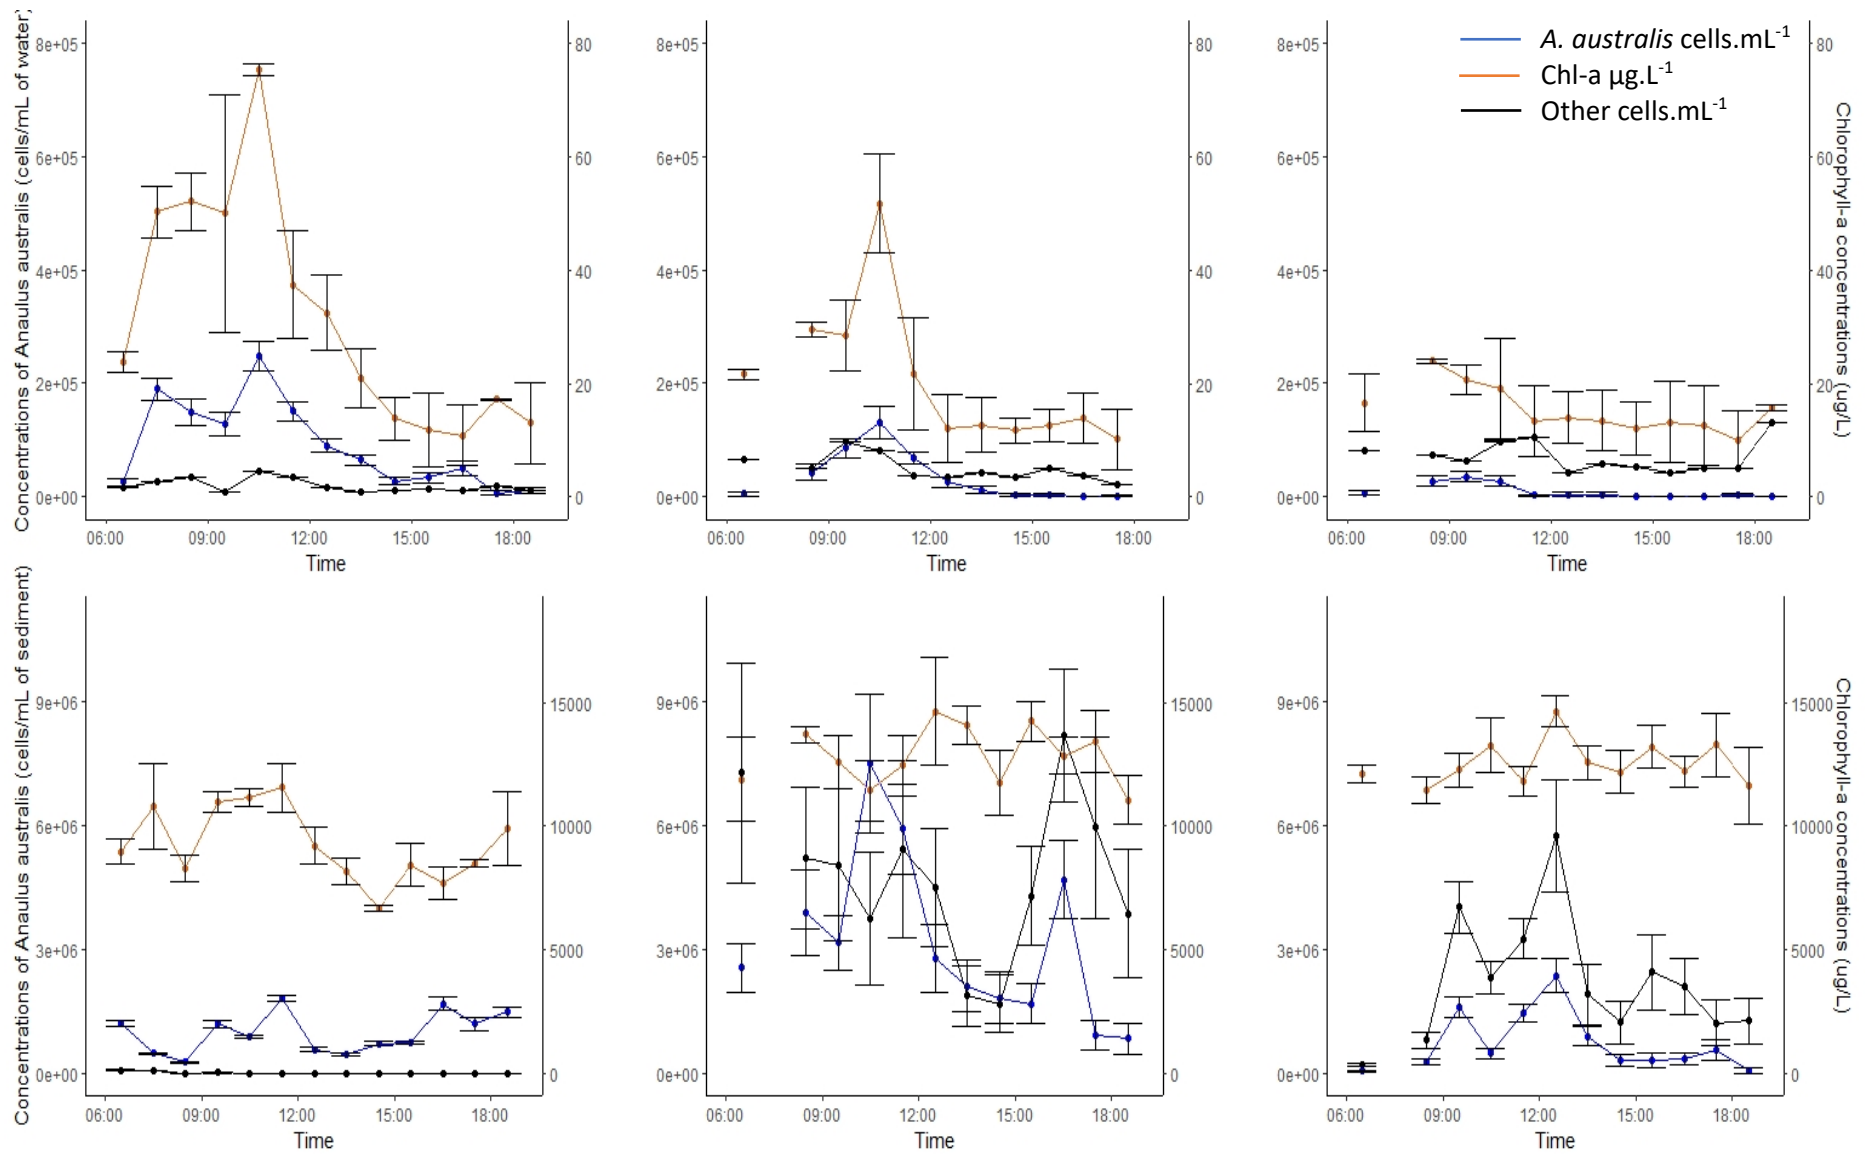 Concentrations of Anaulus australis (cells/mL of water)
8e+05
6e+05
4e+05
2e+05
0e+00
80
60
40
20
0
06:00 09:00 12:00 15:00 18:00
Time
8e+05
6e+05
4e+05
2e+05
0e+00
80
60
40
20
0
06:00 09:00 12:00 15:00 18:00
Time
8e+05
6e+05
4e+05
2e+05
0e+00
A. australis cells.mL⁻¹
Chl-a µg.L⁻¹
Other cells.mL⁻¹
80
60
40
20
0
Chlorophyll-a concentrations (ug/L)
06:00 09:00 12:00 15:00 18:00
Time
Concentrations of Anaulus australis (cells/mL of sediment)
9e+06
6e+06
3e+06
0e+00
15000
10000
5000
0
06:00 09:00 12:00 15:00 18:00
Time
9e+06
6e+06
3e+06
0e+00
15000
10000
5000
0
06:00 09:00 12:00 15:00 18:00
Time
9e+06
6e+06
3e+06
0e+00
15000
10000
5000
0
Chlorophyll-a concentrations (ug/L)
06:00 09:00 12:00 15:00 18:00
Time